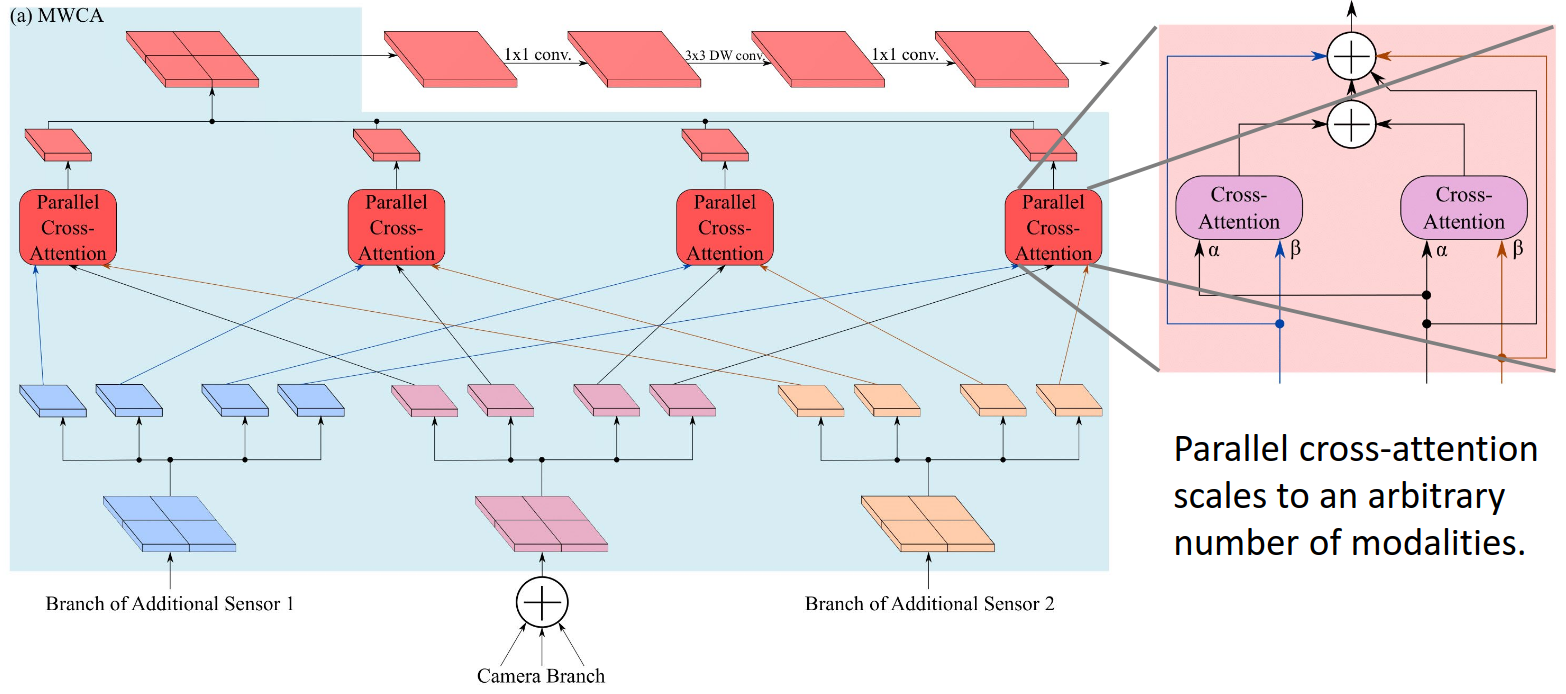 (a) MWCA
1x1 conv.
3x3 DW conv.
1x1 conv.
Parallel
Cross-
Attention
Parallel
Cross-
Attention
Parallel
Cross-
Attention
Parallel
Cross-
Attention
Cross-
Attention
Cross-
Attention
α
β
α
β
Branch of Additional Sensor 1
Branch of Additional Sensor 2
Camera Branch
Parallel cross-attention
scales to an arbitrary
number of modalities.